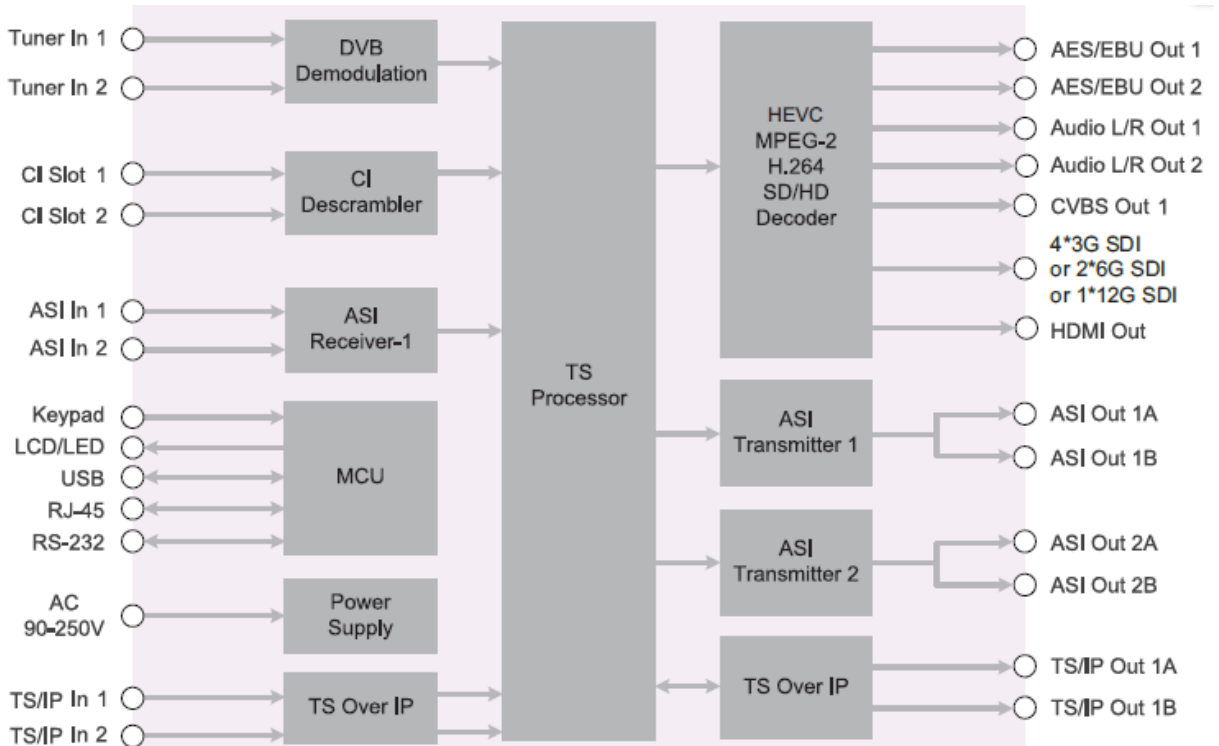 Tuner In 1
Tuner In 2
CI Slot 1
CI Slot 2
ASI In 1
ASI In 2
Keypad
LCD/LED
USB
RJ-45
RS-232
AC
90-250V
TS/IP In 1
TS/IP In 2
DVB
Demodulation
CI
Descrambler
ASI
Receiver-1
MCU
Power
Supply
TS Over IP
TS
Processor
HEVC
MPEG-2
H.264
SD/HD
Decoder
ASI
Transmitter 1
ASI
Transmitter 2
TS Over IP
AES/EBU Out 1
AES/EBU Out 2
Audio L/R Out 1
Audio L/R Out 2
CVBS Out 1
4*3G SDI
or 2*6G SDI
or 1*12G SDI
HDMI Out
ASI Out 1A
ASI Out 1B
ASI Out 2A
ASI Out 2B
TS/IP Out 1A
TS/IP Out 1B